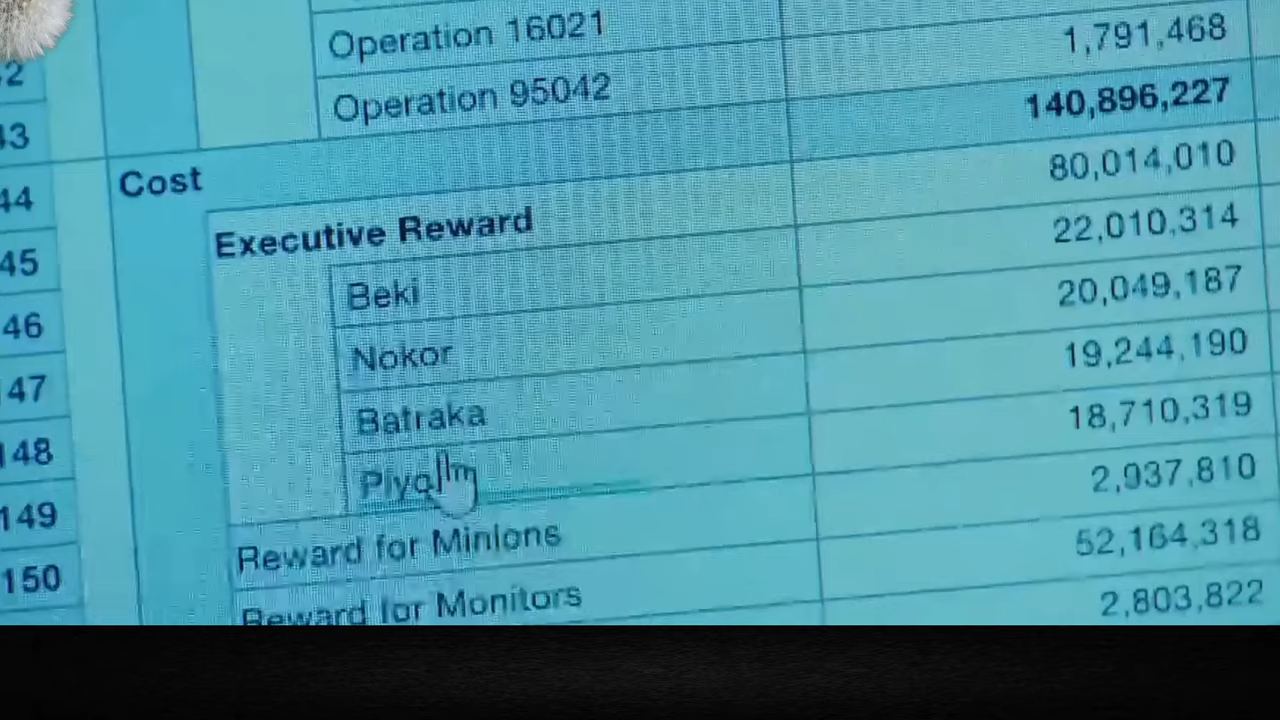 2 Operation 16021
43 Operation 95042 1,791,468
44 Cost 140,896,227
45 Executive Reward 80,014,010
46 Beki 22,010,314
47 Nokor 20,049,187
148 Batraka 19,244,190
149 18,710,319
150 Reward for Minions 2,937,810
Reward for Monitors 52,164,318
2,803,822